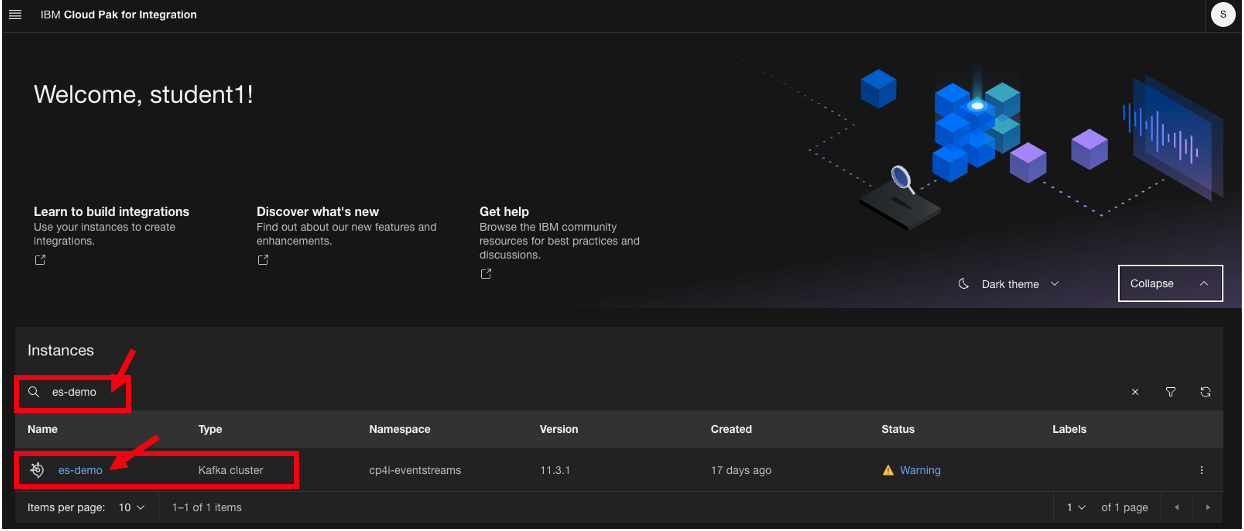 IBM Cloud Pak for Integration
S
Welcome, student1!
Learn to build integrations
Use your instances to create
integrations.
Discover what's new
Find out about our new features and
enhancements.
Get help
Browse the IBM community
resources for best practices and
discussions.
Dark theme
Collapse
Instances
es-demo
Name Type Namespace Version Created Status Labels
es-demo Kafka cluster cp4i-eventstreams 11.3.1 17 days ago Warning
Items per page: 10 1–1 of 1 items 1 of 1 page